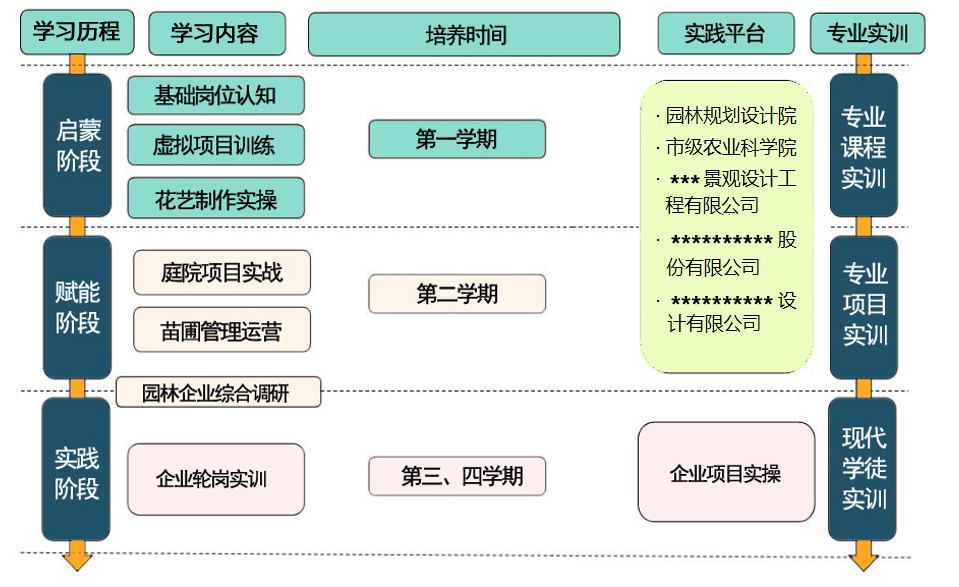 学习历程
学习内容
培养时间
实践平台
专业实训
启蒙
阶段
基础岗位认知
虚拟项目训练
花艺制作实操
第一学期
· 园林规划设计院
· 市级农业科学院
· ***景观设计工
程有限公司
· **********股
份有限公司
· **********设
计有限公司
专业
课程
实训
赋能
阶段
庭院项目实战
苗圃管理运营
第二学期
专业
项目
实训
园林企业综合调研
实践
阶段
企业轮岗实训
第三、四学期
企业项目实操
现代
学徒
实训